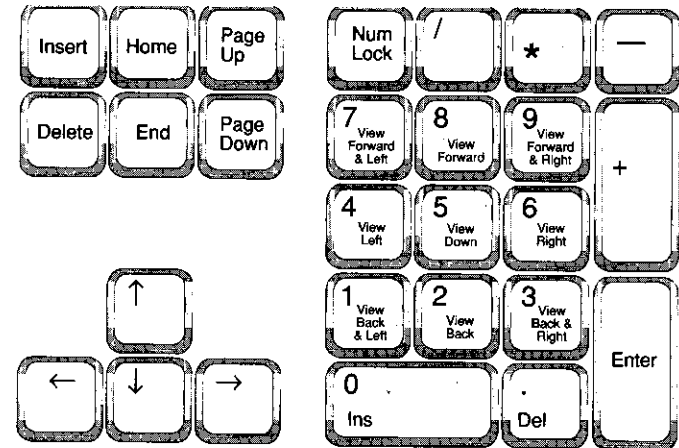 Insert
Home
Page
Up
Delete
End
Page
Down
↑
←
↓
→
Num
Lock
/
*
—
7
View
Forward
& Left
8
View
Forward
9
View
Forward
& Right
+
4
View
Left
5
View
Down
6
View
Right
1
View
Back
& Left
2
View
Back
3
View
Back &
Right
Enter
0
Ins
.
Del